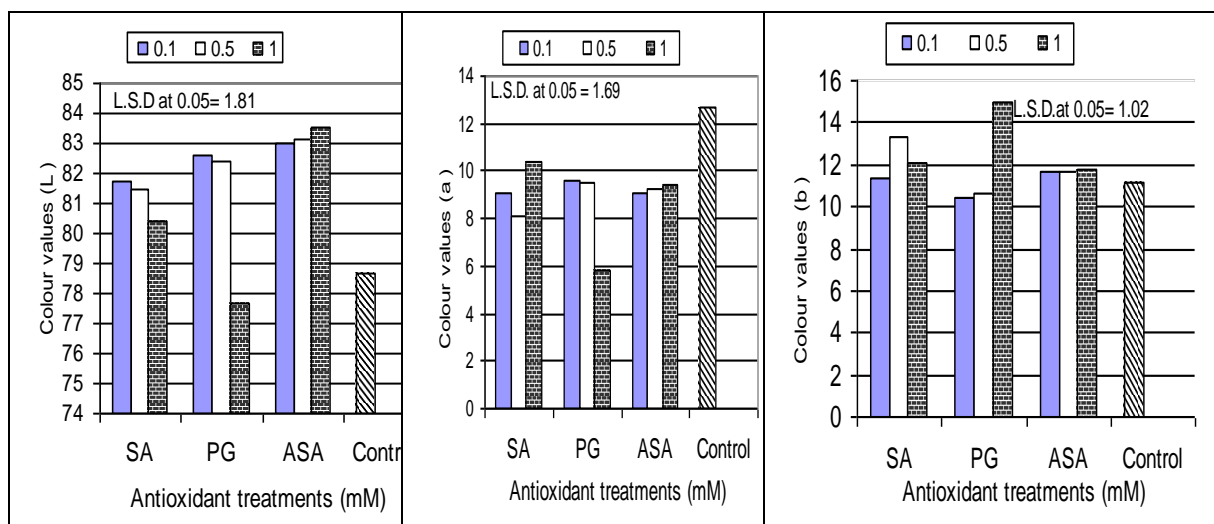 0.1 0.5 1
85
84
83
82
81
80
79
78
77
76
75
74
L.S.D at 0.05= 1.81
Colour values (L)
SA PG ASA Contr
Antioxidant treatments (mM)
0.1 0.5 1
14
12
10
8
6
4
2
0
L.S.D. at 0.05= 1.69
Colour values (a)
SA PG ASA Control
Antioxidant treatments (mM)
0.1 0.5 1
16
14
12
10
8
6
4
2
0
L.S.D.at 0.05= 1.02
Colour values (b)
SA PG ASA Control
Antioxidant treatments (mM)